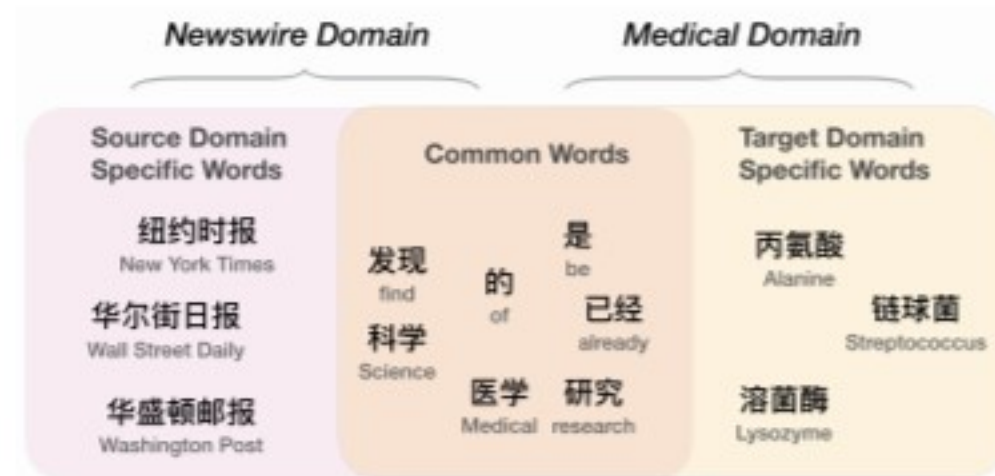 Newswire Domain
Medical Domain
Source Domain
Specific Words
纽约时报
New York Times
华尔街日报
Wall Street Daily
华盛顿邮报
Washington Post
Common Words
发现
find
科学
Science
的
of
是
be
已经
already
医学
Medical
研究
research
Target Domain
Specific Words
丙氨酸
Alanine
链球菌
Streptococcus
溶菌酶
Lysozyme